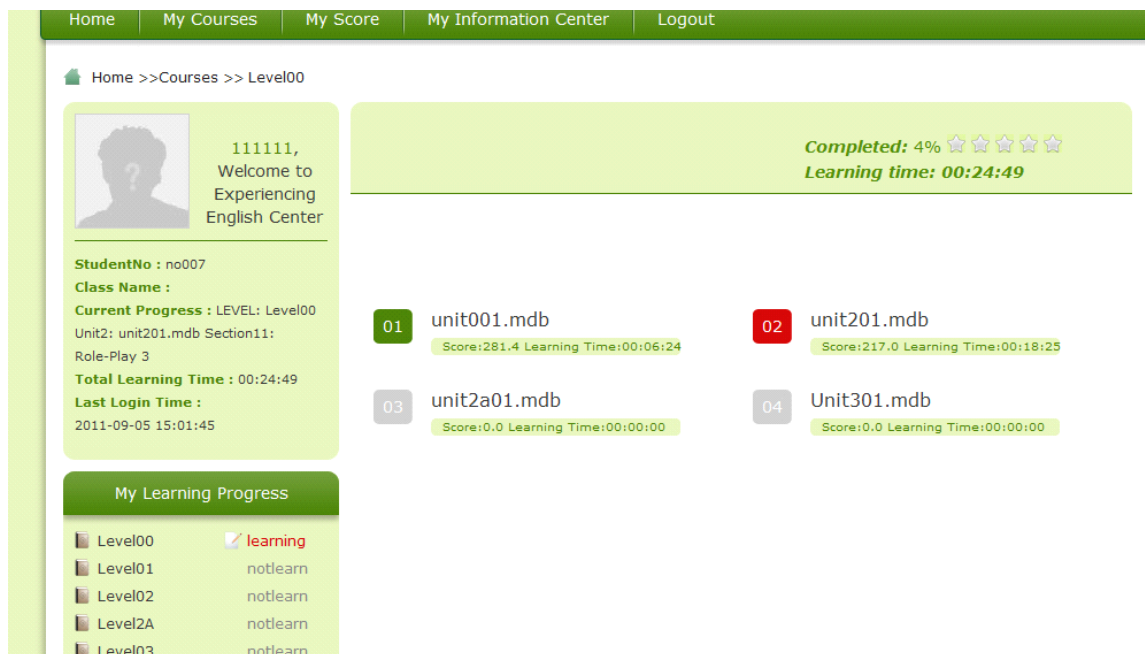 Home My Courses My Score My Information Center Logout
Home >>Courses >> Level00
111111,
Welcome to
Experiencing
English Center
StudentNo : no007
Class Name :
Current Progress : LEVEL: Level00
Unit2: unit201.mdb Section11:
Role-Play 3
Total Learning Time : 00:24:49
Last Login Time :
2011-09-05 15:01:45
Completed: 4%
Learning time: 00:24:49
01 unit001.mdb
Score:281.4 Learning Time:00:06:24
02 unit201.mdb
Score:217.0 Learning Time:00:18:25
03 unit2a01.mdb
Score:0.0 Learning Time:00:00:00
04 Unit301.mdb
Score:0.0 Learning Time:00:00:00
My Learning Progress
Level00 learning
Level01 notlearn
Level02 notlearn
Level2A notlearn
Level03 notlearn